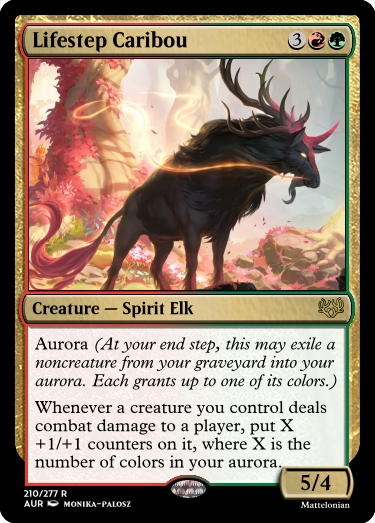 Lifestep Caribou 3
Creature — Spirit Elk
Aurora (At your end step, this may exile a
noncreature from your graveyard into your
aurora. Each grants up to one of its colors.)
Whenever a creature you control deals
combat damage to a player, put X
+1/+1 counters on it, where X is the
number of colors in your aurora.
5/4
210/277 R
AUR MONIKA-PALOSZ
Mattelonian